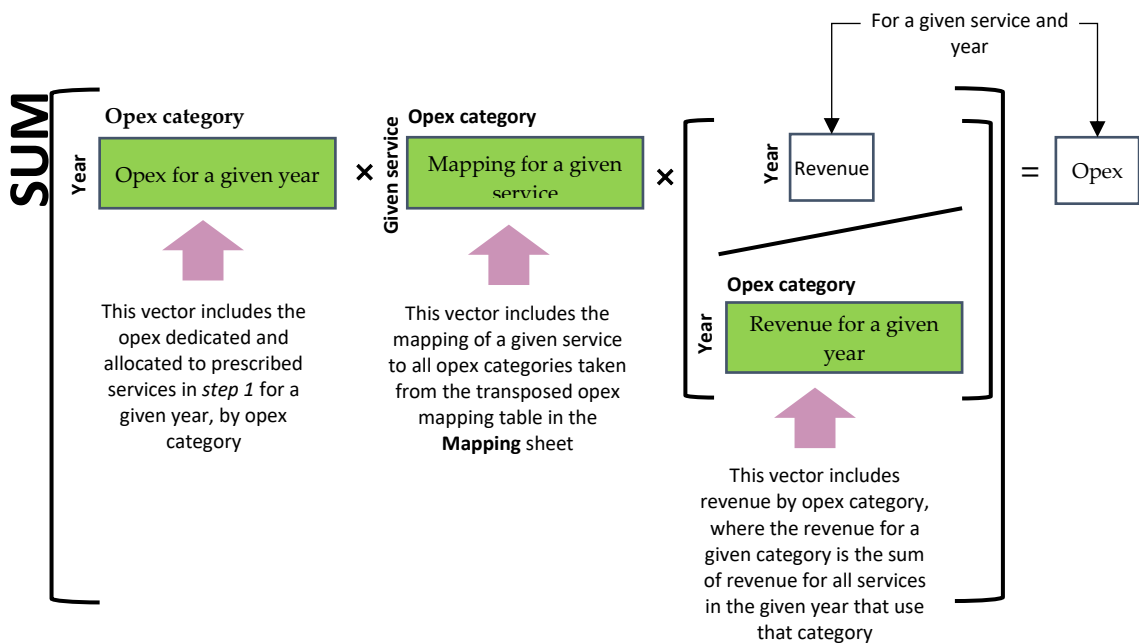 For a given service and
year
SUM
Opex category
Year
Opex for a given year
×
Opex category
Given service
Mapping for a given
service
×
Year
Revenue
=
Opex
This vector includes the
opex dedicated and
allocated to prescribed
services in step 1 for a
given year, by opex
category
This vector includes the
mapping of a given service
to all opex categories taken
from the transposed opex
mapping table in the
Mapping sheet
Opex category
Year
Revenue for a given
year
This vector includes
revenue by opex category,
where the revenue for a
given category is the sum
of revenue for all services
in the given year that use
that category